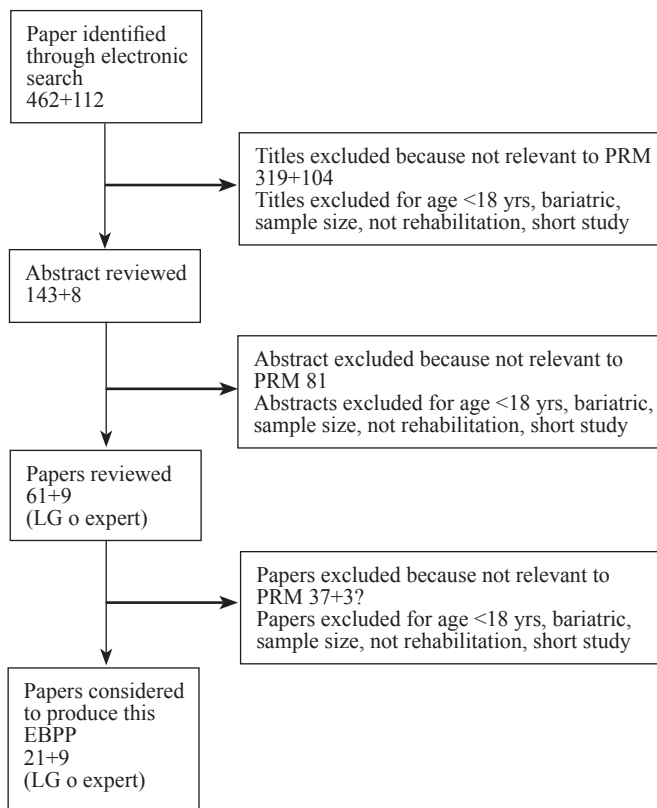 Paper identified
through electronic
search
462+112
Titles excluded because not relevant to PRM
319+104
Titles excluded for age <18 yrs, bariatric,
sample size, not rehabilitation, short study
Abstract reviewed
143+8
Abstract excluded because not relevant to
PRM 81
Abstracts excluded for age <18 yrs, bariatric,
sample size, not rehabilitation, short study
Papers reviewed
61+9
(LG o expert)
Papers excluded because not relevant to
PRM 37+3?
Papers excluded for age <18 yrs, bariatric,
sample size, not rehabilitation, short study
Papers considered
to produce this
EBPP
21+9
(LG o expert)